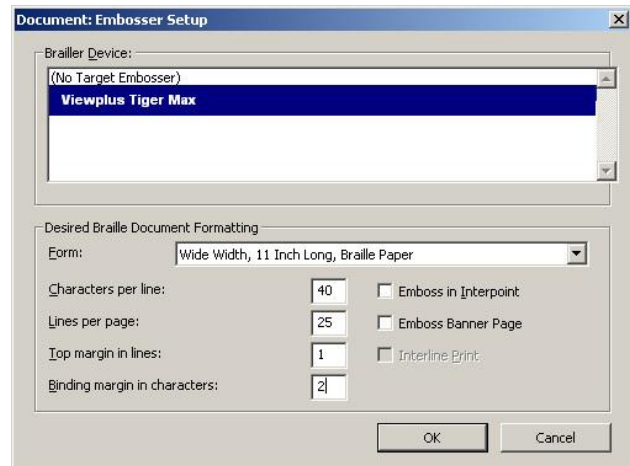 Document: Embosser Setup
Brailler Device:
(No Target Embosser)
Viewplus Tiger Max
Desired Braille Document Formatting
Form: Wide Width, 11 Inch Long, Braille Paper
Characters per line: 40 Emboss in Interpoint
Lines per page: 25 Emboss Banner Page
Top margin in lines: 1 Interline Print
Binding margin in characters: 2
OK Cancel